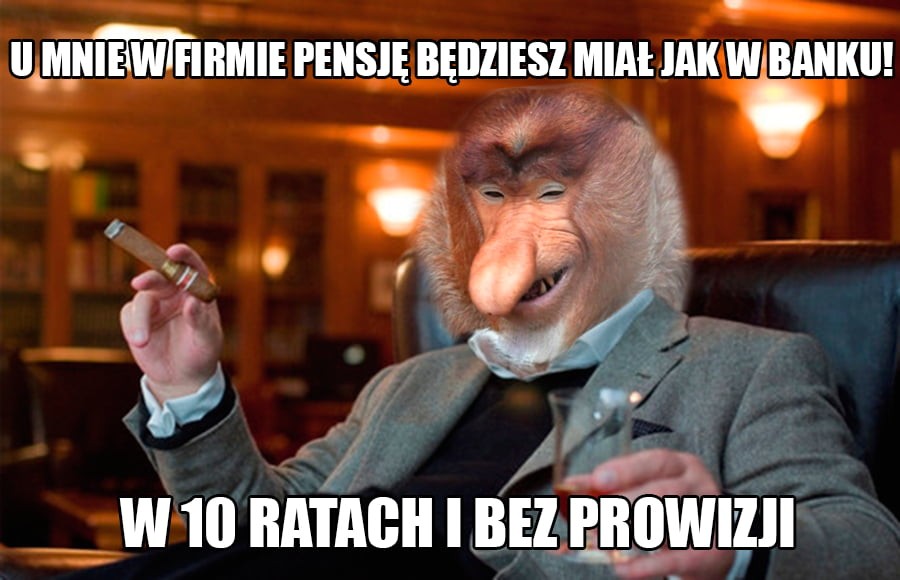 U MNIE W FIRMIE PENSJĘ BĘDZIESZ MIAŁ JAK W BANKU!
W 10 RATACH I BEZ PROWIZJI